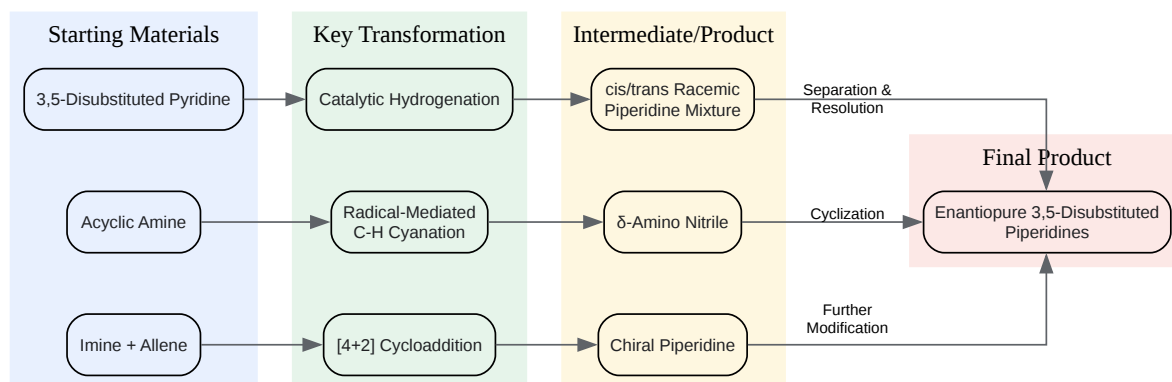 Starting Materials
Key Transformation
Intermediate/Product
3,5-Disubstituted Pyridine
Catalytic Hydrogenation
cis/trans Racemic
Piperidine Mixture
Separation &
Resolution
Final Product
Acyclic Amine
Radical-Mediated
C-H Cyanation
δ-Amino Nitrile
Cyclization
Enantiopure 3,5-Disubstituted
Piperidines
Imine + Allene
[4+2] Cycloaddition
Chiral Piperidine
Further
Modification